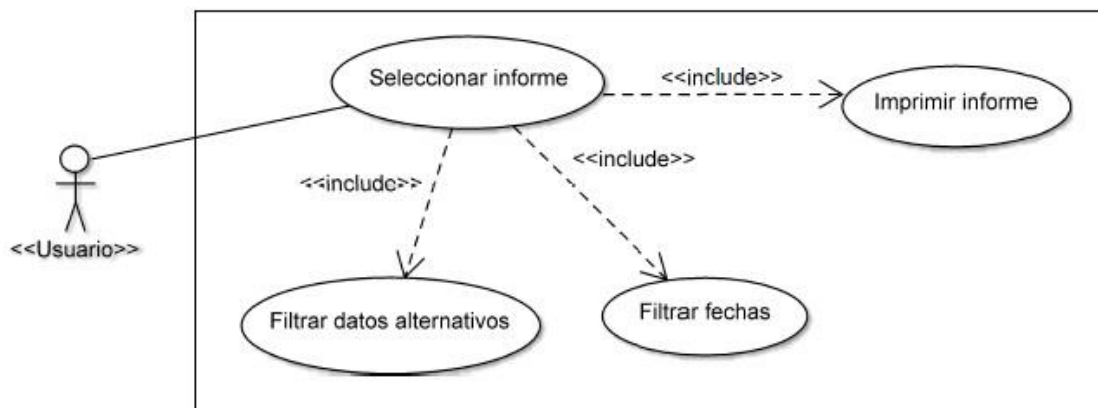 Seleccionar informe
<<include>>
Imprimir informe
<<include>>
<<include>>
<<Usuario>>
Filtrar datos alternativos
Filtrar fechas